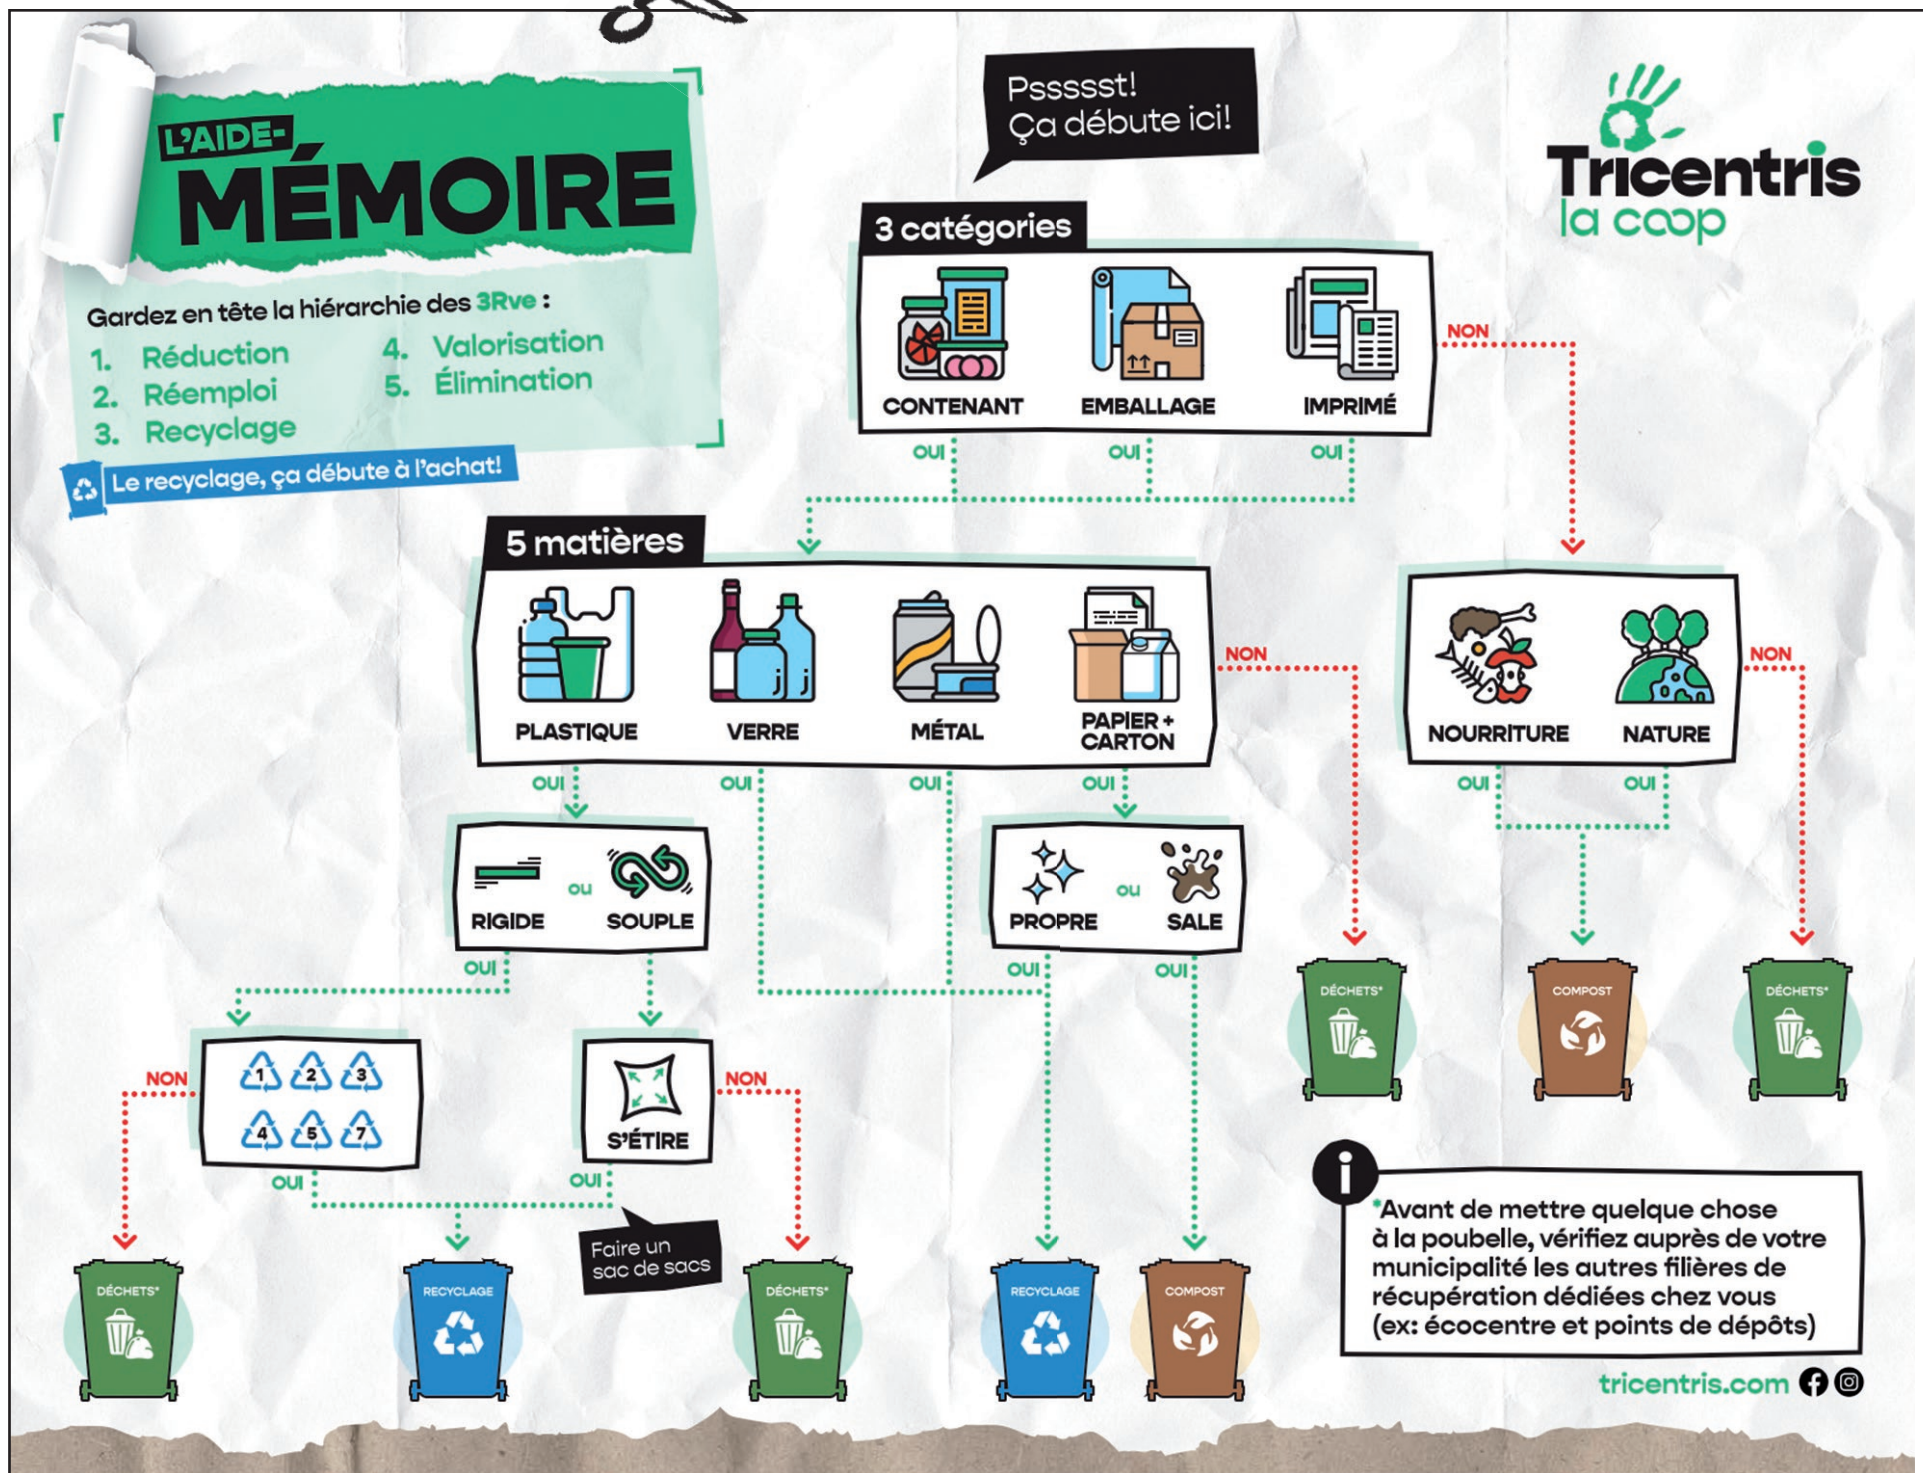 L'AIDE-
MÉMOIRE
Gardez en tête la hiérarchie des 3Rve :
1. Réduction
2. Réemploi
3. Recyclage
4. Valorisation
5. Élimination
Le recyclage, ça débute à l'achat!
Psssssst!
Ça débute ici!
Tricentris
la coop
3 catégories
CONTENANT
EMBALLAGE
IMPRIMÉ
NON
OUI
OUI
OUI
5 matières
PLASTIQUE
VERRE
MÉTAL
PAPIER +
CARTON
NON
NOURRITURE
NATURE
NON
OUI
OUI
OUI
OUI
OUI
OUI
RIGIDE
ou
SOUPLE
PROPRE
ou
SALE
OUI
OUI
OUI
DÉCHETS*
COMPOST
DÉCHETS*
NON
1
2
3
4
5
7
S'ÉTIRE
NON
OUI
OUI
Faire un
sac de sacs
DÉCHETS*
RECYCLAGE
DÉCHETS*
RECYCLAGE
COMPOST
i
*Avant de mettre quelque chose
à la poubelle, vérifiez auprès de votre
municipalité les autres filières de
récupération dédiées chez vous
(ex: écocentre et points de dépôts)
tricentris.com